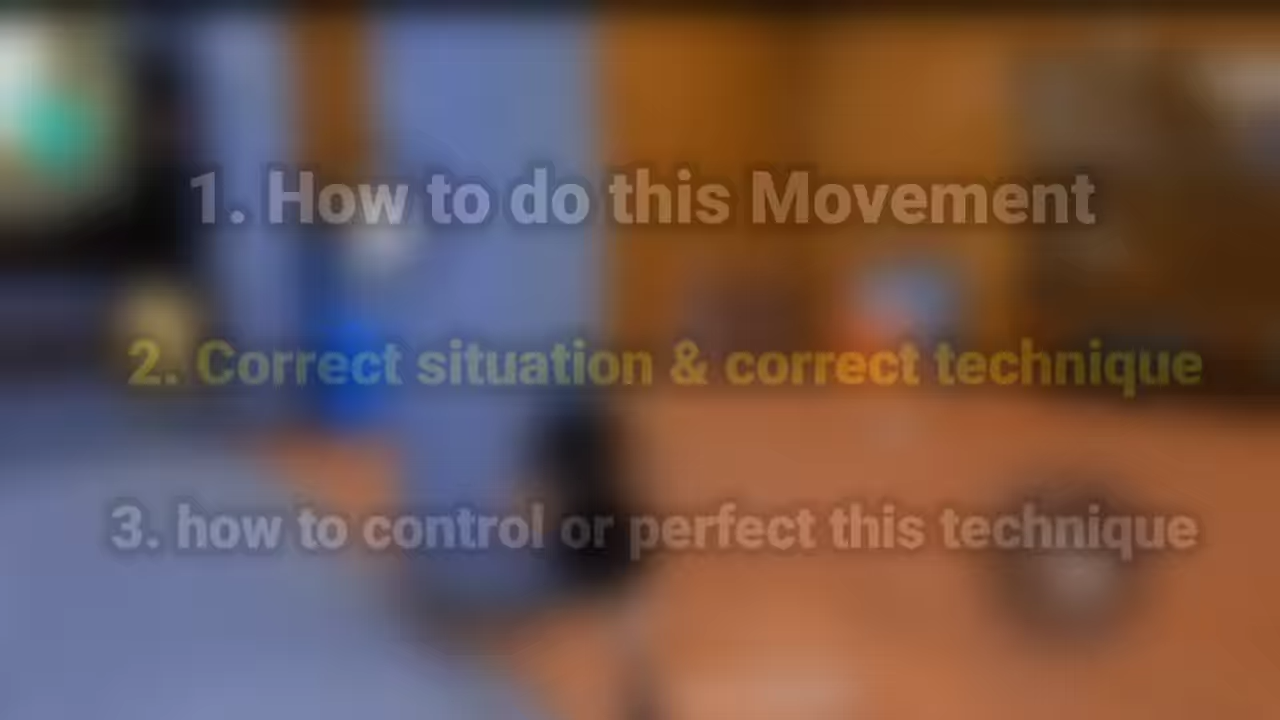 1. How to do this Movement
2. Correct situation & correct technique
3. how to control or perfect this technique